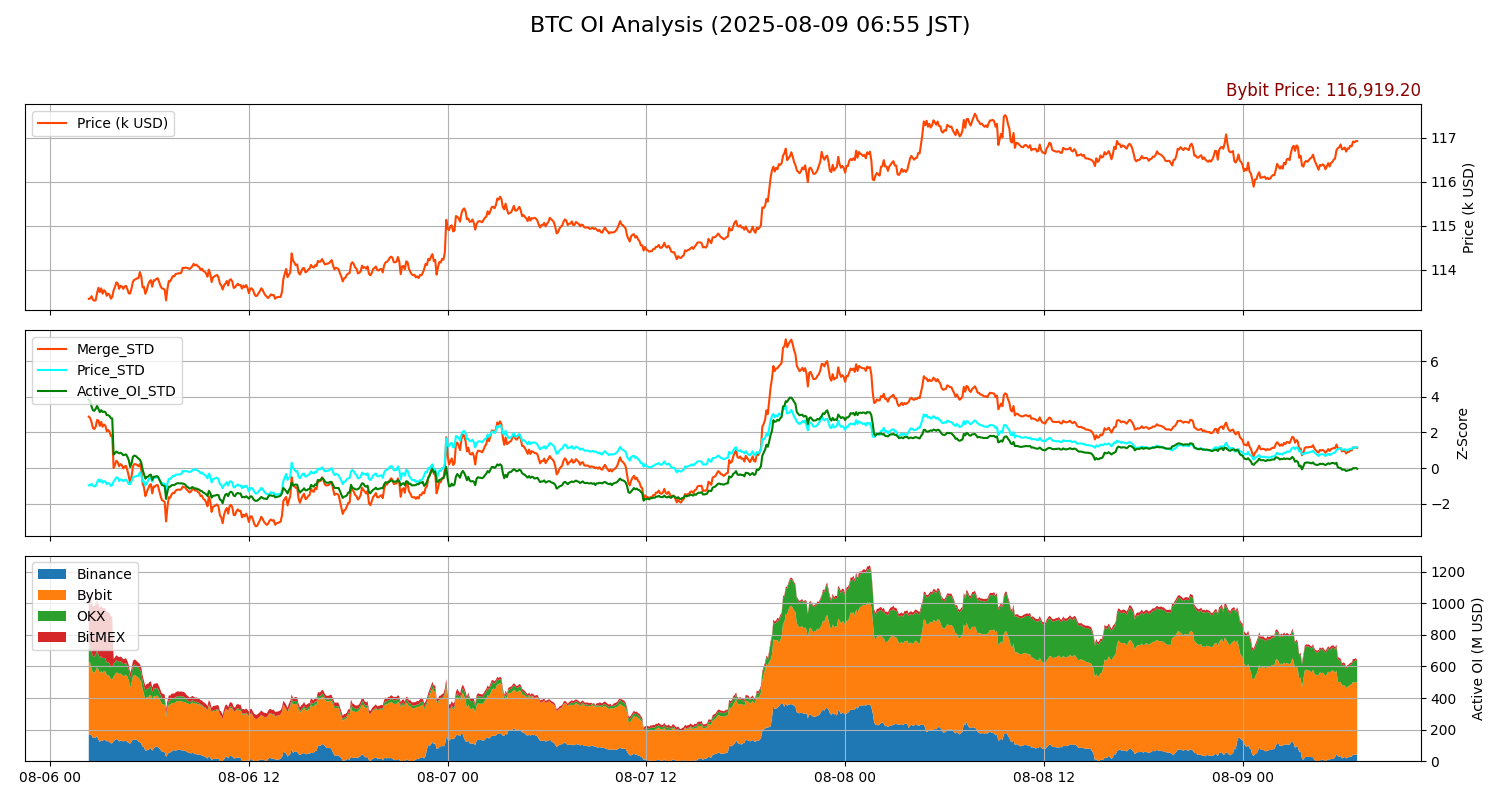 BTC OI Analysis (2025-08-09 06:55 JST)
Bybit Price: 116,919.20
Price (k USD)
117
116
115
114
Price (k USD)
Merge_STD
Price_STD
Active_OI_STD
6
4
2
0
−2
Z-Score
Binance
Bybit
OKX
BitMEX
1200
1000
800
600
400
200
0
Active OI (M USD)
08-06 00
08-06 12
08-07 00
08-07 12
08-08 00
08-08 12
08-09 00